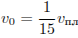 v₀ = 1/15 vпл